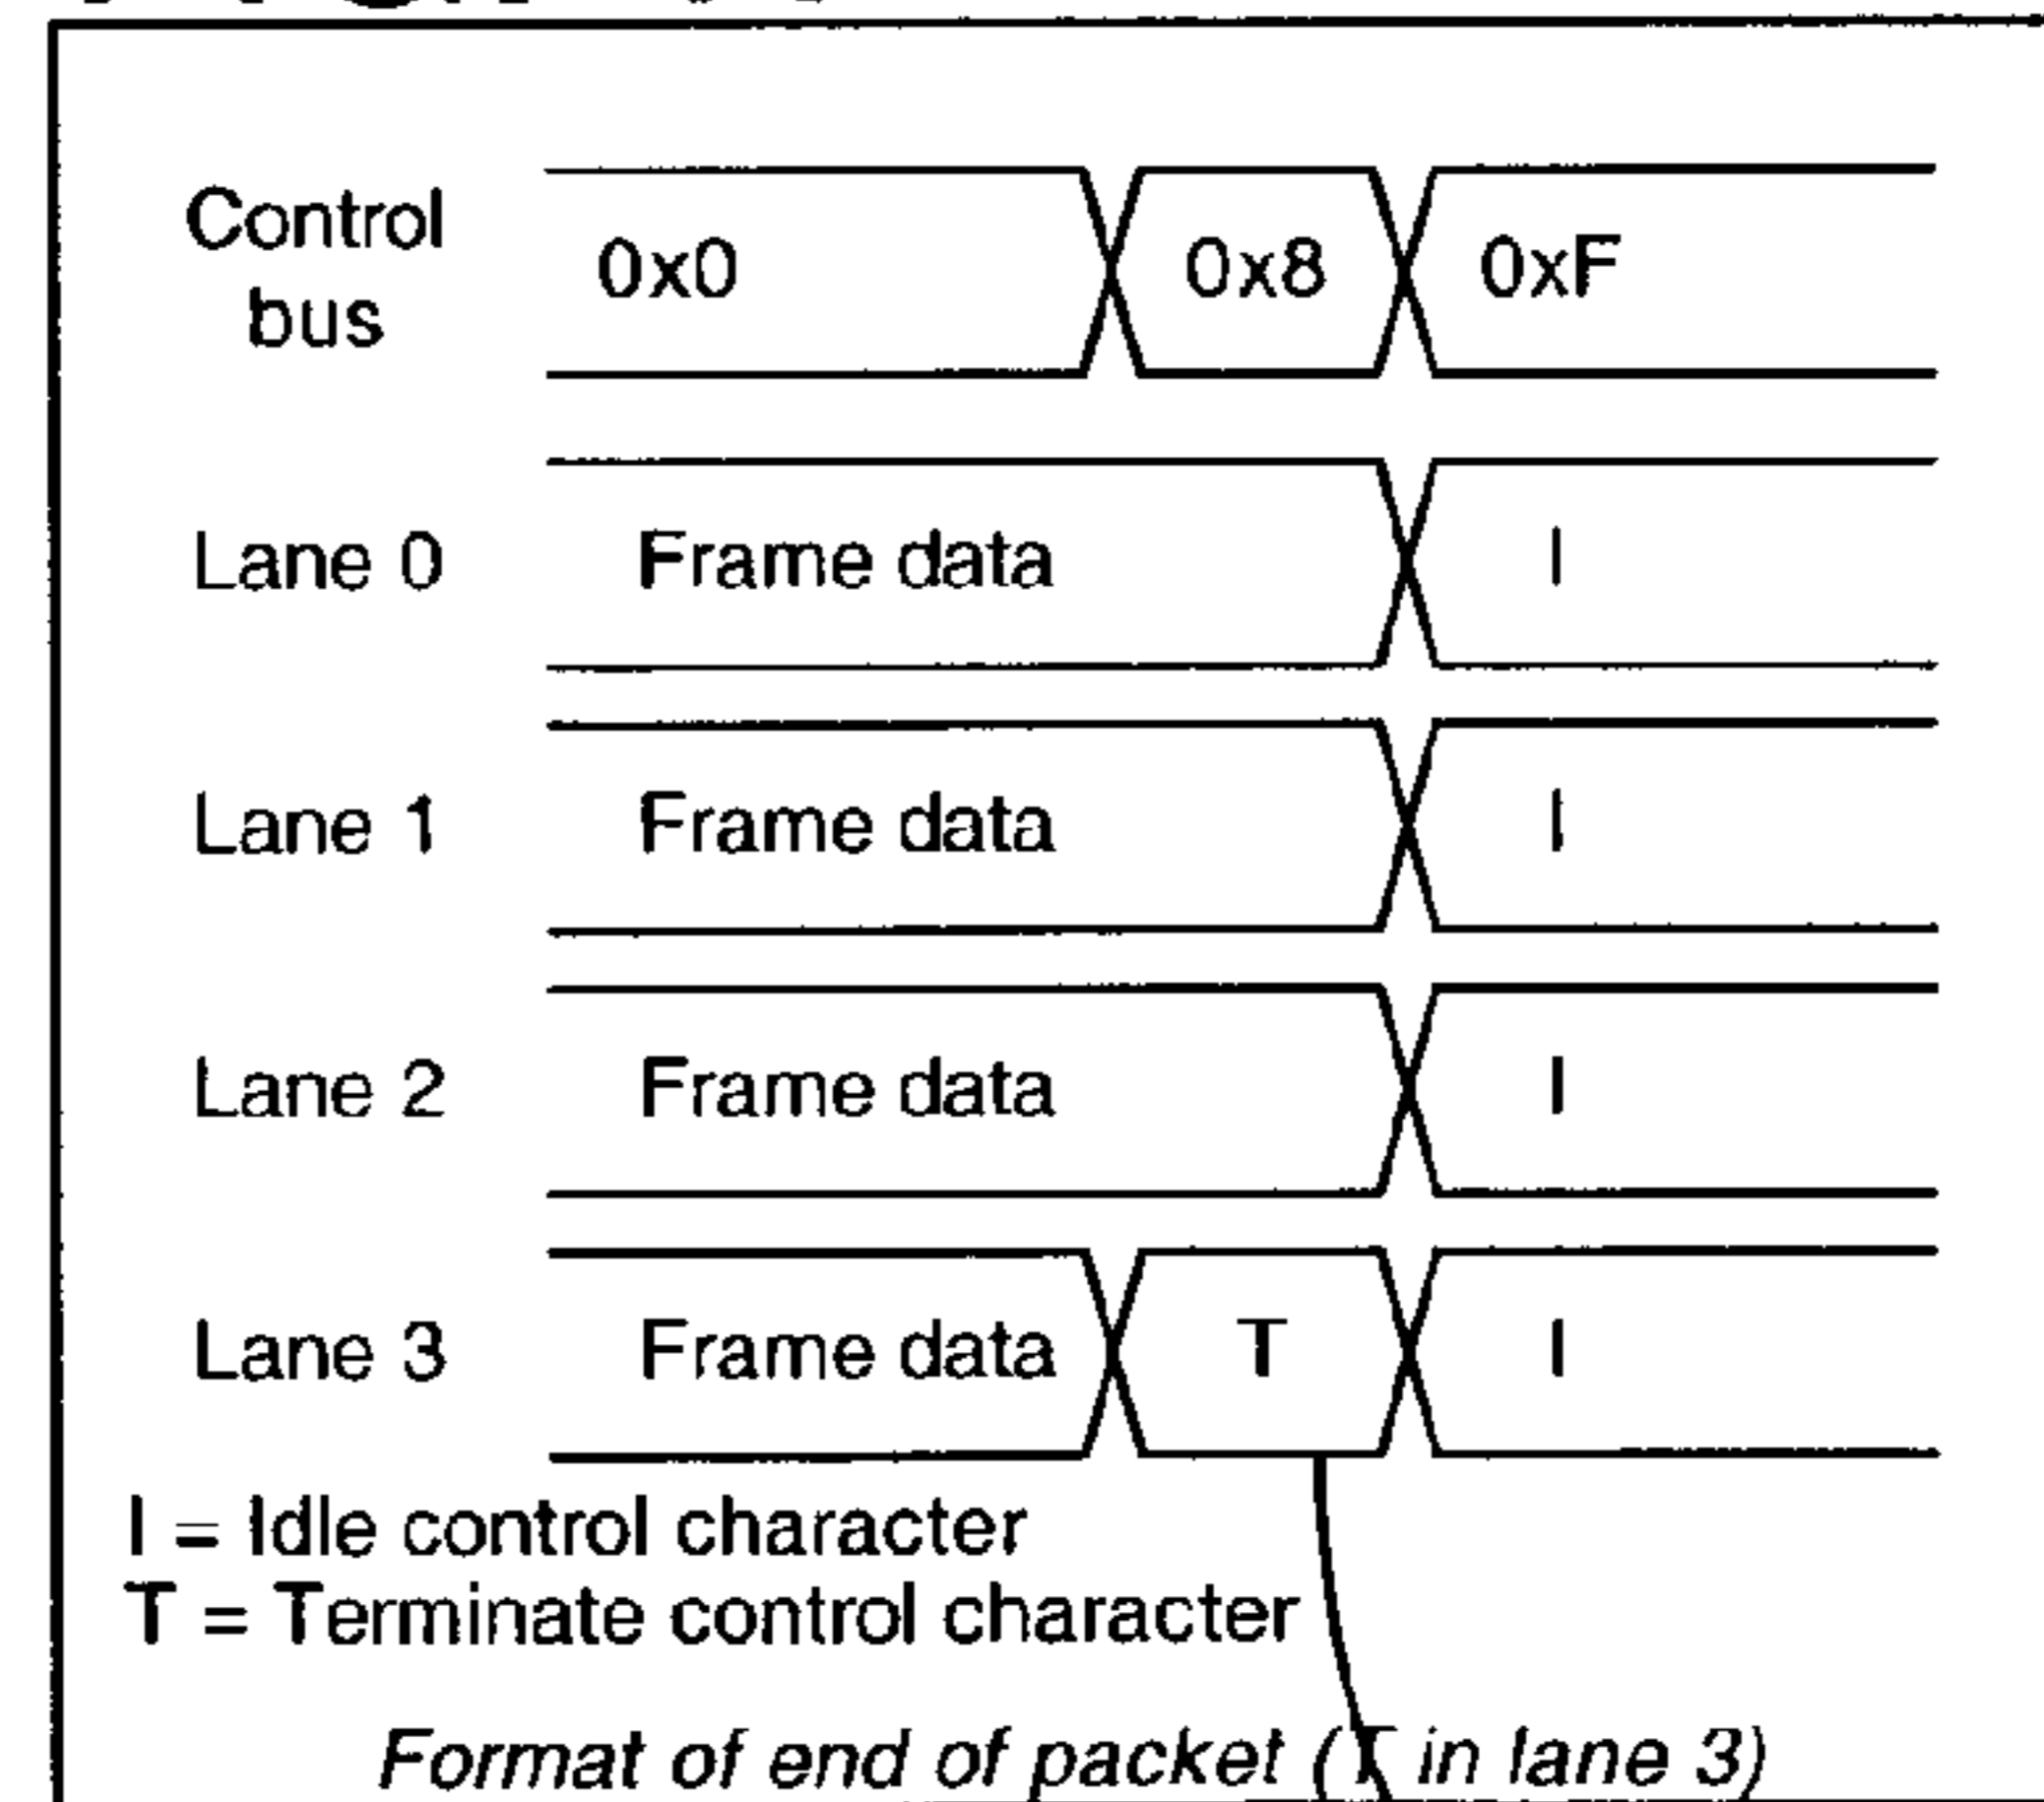 Control bus
0x0 0x8 0xF
Lane 0 Frame data I
Lane 1 Frame data I
Lane 2 Frame data I
Lane 3 Frame data T I
I = Idle control character
T = Terminate control character
Format of end of packet (T in lane 3)